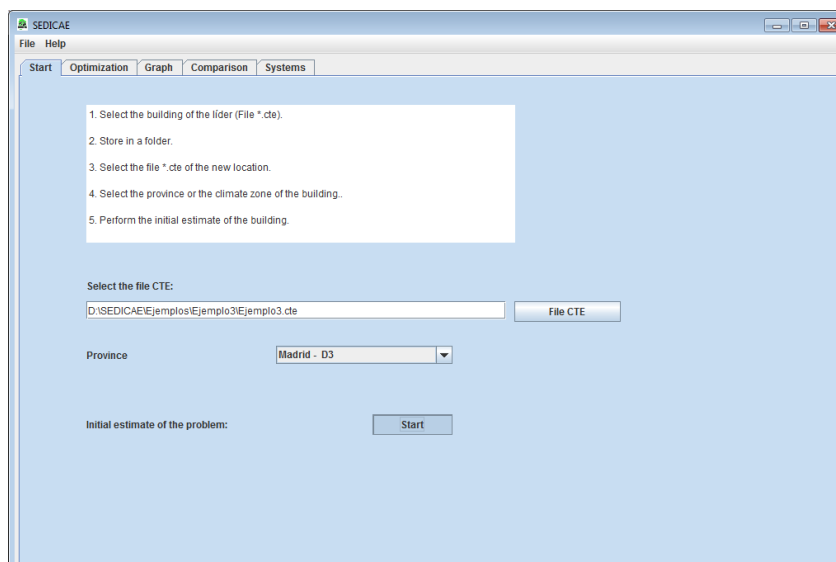 SEDICAE
File Help
Start Optimization Graph Comparison Systems
1. Select the building of the líder (File *.cte).
2. Store in a folder.
3. Select the file *.cte of the new location.
4. Select the province or the climate zone of the building..
5. Perform the initial estimate of the building.
Select the file CTE:
D:\SEDICAE\Ejemplos\Ejemplo3\Ejemplo3.cte File CTE
Province Madrid - D3
Initial estimate of the problem: Start